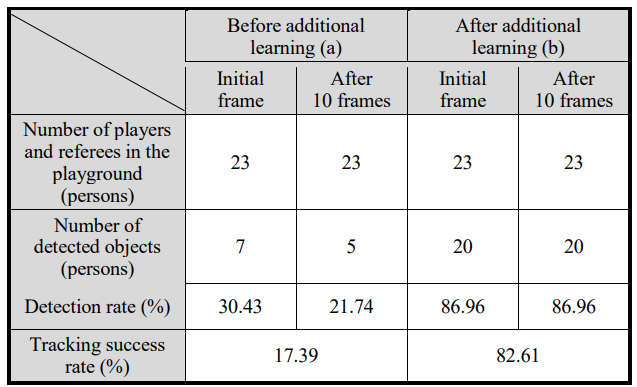 Before additional
learning (a)
After additional
learning (b)
Initial
frame
After
10 frames
Initial
frame
After
10 frames
Number of players
and referees in the
playground
(persons)
23
23
23
23
Number of
detected objects
(persons)
7
5
20
20
Detection rate (%)
30.43
21.74
86.96
86.96
Tracking success
rate (%)
17.39
82.61